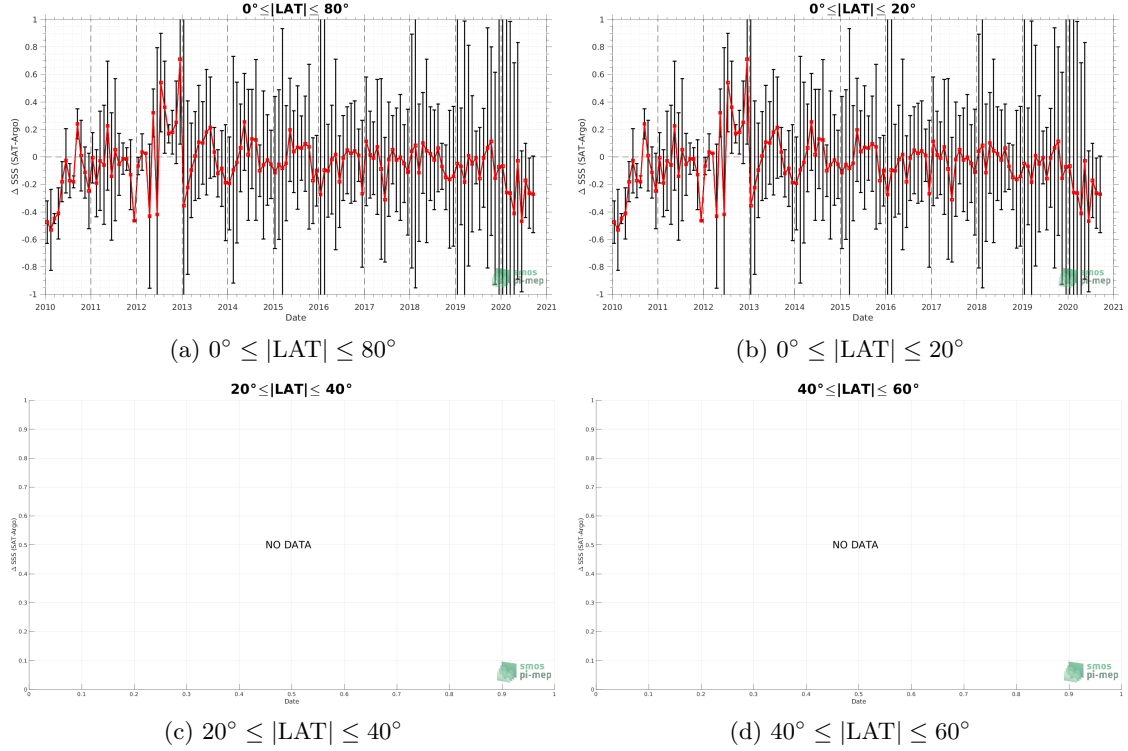 0°≤|LAT|≤ 80°
1
0.8
0.6
0.4
0.2
0
-0.2
-0.4
-0.6
-0.8
-1
Δ SSS (SAT-Argo)
2010 2011 2012 2013 2014 2015 2016 2017 2018 2019 2020 2021
Date
smos
pi-mep
(a) 0° ≤ |LAT| ≤ 80°
0°≤|LAT|≤ 20°
1
0.8
0.6
0.4
0.2
0
-0.2
-0.4
-0.6
-0.8
-1
Δ SSS (SAT-Argo)
2010 2011 2012 2013 2014 2015 2016 2017 2018 2019 2020 2021
Date
smos
pi-mep
(b) 0° ≤ |LAT| ≤ 20°
20°≤|LAT|≤ 40°
1
0.9
0.8
0.7
0.6
0.5
0.4
0.3
0.2
0.1
0
Δ SSS (SAT-Argo)
NO DATA
0 0.1 0.2 0.3 0.4 0.5 0.6 0.7 0.8 0.9 1
Date
smos
pi-mep
(c) 20° ≤ |LAT| ≤ 40°
40°≤|LAT|≤ 60°
1
0.9
0.8
0.7
0.6
0.5
0.4
0.3
0.2
0.1
0
Δ SSS (SAT-Argo)
NO DATA
0 0.1 0.2 0.3 0.4 0.5 0.6 0.7 0.8 0.9 1
Date
smos
pi-mep
(d) 40° ≤ |LAT| ≤ 60°